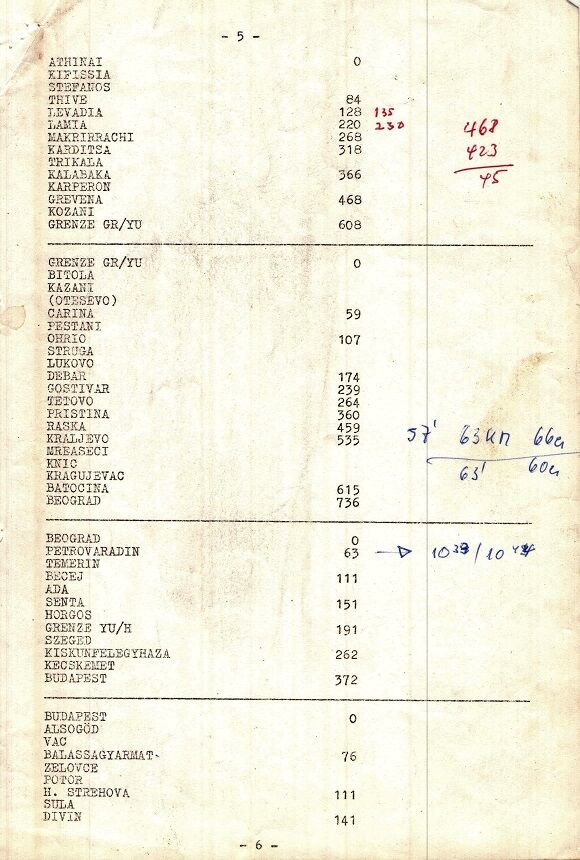 - 5 -
ATHINAI 0
KIFISSIA
STEFANOS
THIVE 84
LEVADIA 128 135
LAMIA 220 230
MAKRIRRACHI 268
KARDITSA 318
TRIKALA
KALABAKA 366
KARPERON
GREVENA 468
KOZANI
GRENZE GR/YU 608
468
423
45
GRENZE GR/YU 0
BITOLA
KAZANI
(OTESEVO)
CARINA 59
PESTANI
OHRID 107
STRUGA
LUKOVO
DEBAR 174
GOSTIVAR 239
TETOVO 264
PRISTINA 360
RASKA 459
KRALJEVO 535
MREASECI
KNIC
KRAGUJEVAC
BATOCINA 615
BEOGRAD 736
57' 63km
63'
BEOGRAD 0
PETROVARADIN 63
TEMERIN
BECEJ 111
ADA
SENTA 151
HORGOS
GRENZE YU/H 191
SZEGED
KISKUNFELEGYHAZA 262
KECSKEMET
BUDAPEST 372
BUDAPEST 0
ALSOGÖD
VAC
BALASSAGYARMAT 76
ZELOVCE
POTOR
H. STREHOVA 111
SULA
DIVIN 141
- 6 -